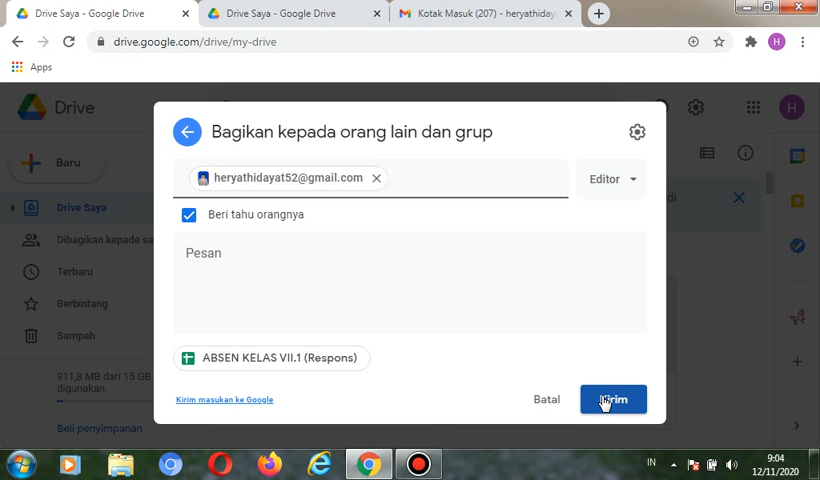 Drive Saya - Google Drive
Drive Saya - Google Drive
Kotak Masuk (207) - heryathiday
drive.google.com/drive/my-drive
H
Apps
Drive
H
Baru
Drive Saya
Dibagikan kepada sa
Terbaru
Berbintang
Sampah
911,8 MB dari 15 GB
digunakan
Beli penyimpanan
di
Bagikan kepada orang lain dan grup
heryathidayat52@gmail.com
Editor
Beri tahu orangnya
Pesan
ABSEN KELAS VII.1 (Respons)
Kirim masukan ke Google
Batal
Kirim
IN
9:04
12/11/2020